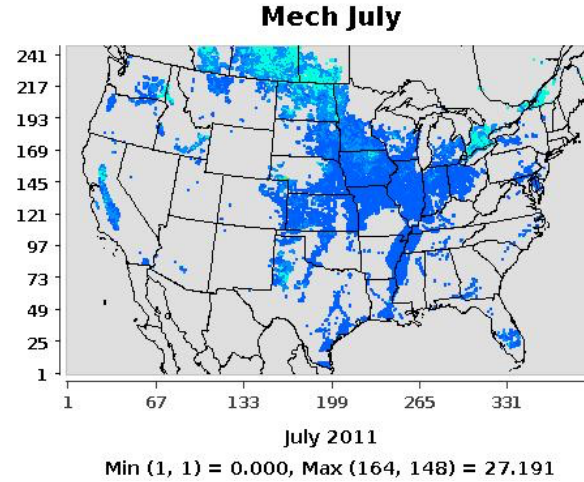 Mech July
241
217
193
169
145
121
97
73
49
25
1
1 67 133 199 265 331
July 2011
Min (1, 1) = 0.000, Max (164, 148) = 27.191